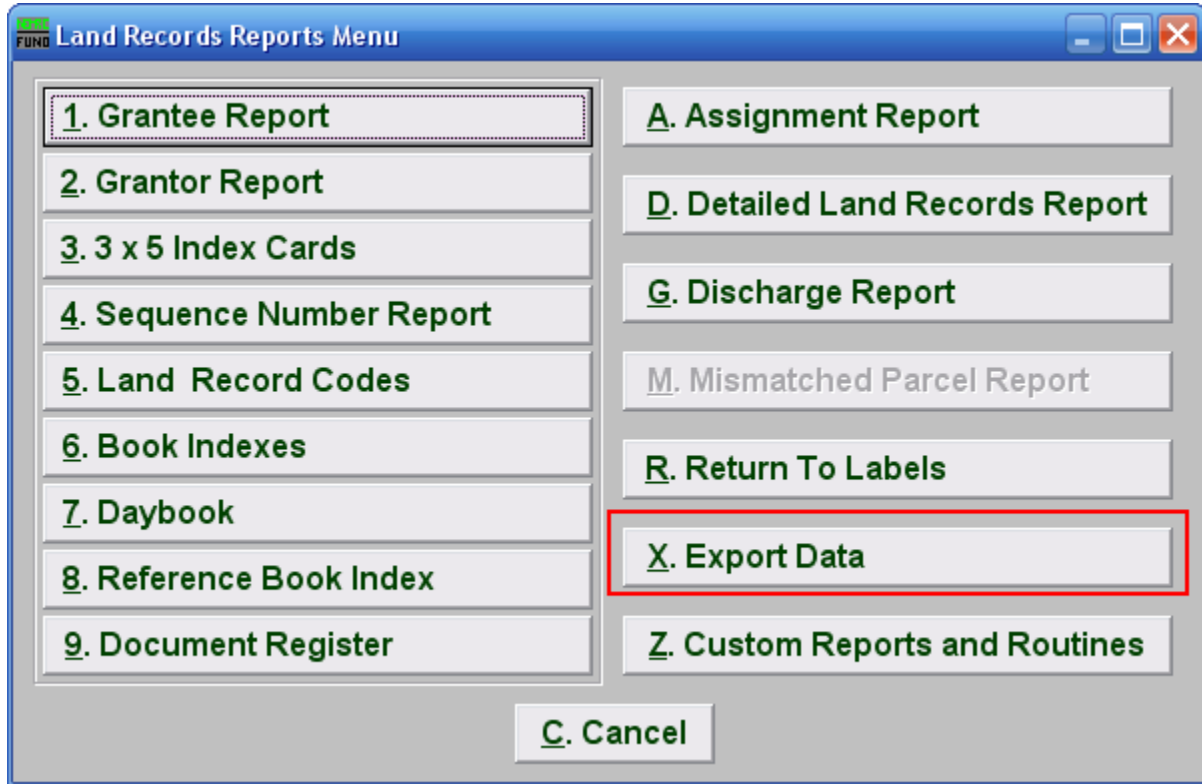 NEMRC
FUND
Land Records Reports Menu
1. Grantee Report
2. Grantor Report
3. 3 x 5 Index Cards
4. Sequence Number Report
5. Land Record Codes
6. Book Indexes
7. Daybook
8. Reference Book Index
9. Document Register
A. Assignment Report
D. Detailed Land Records Report
G. Discharge Report
M. Mismatched Parcel Report
R. Return To Labels
X. Export Data
Z. Custom Reports and Routines
C. Cancel